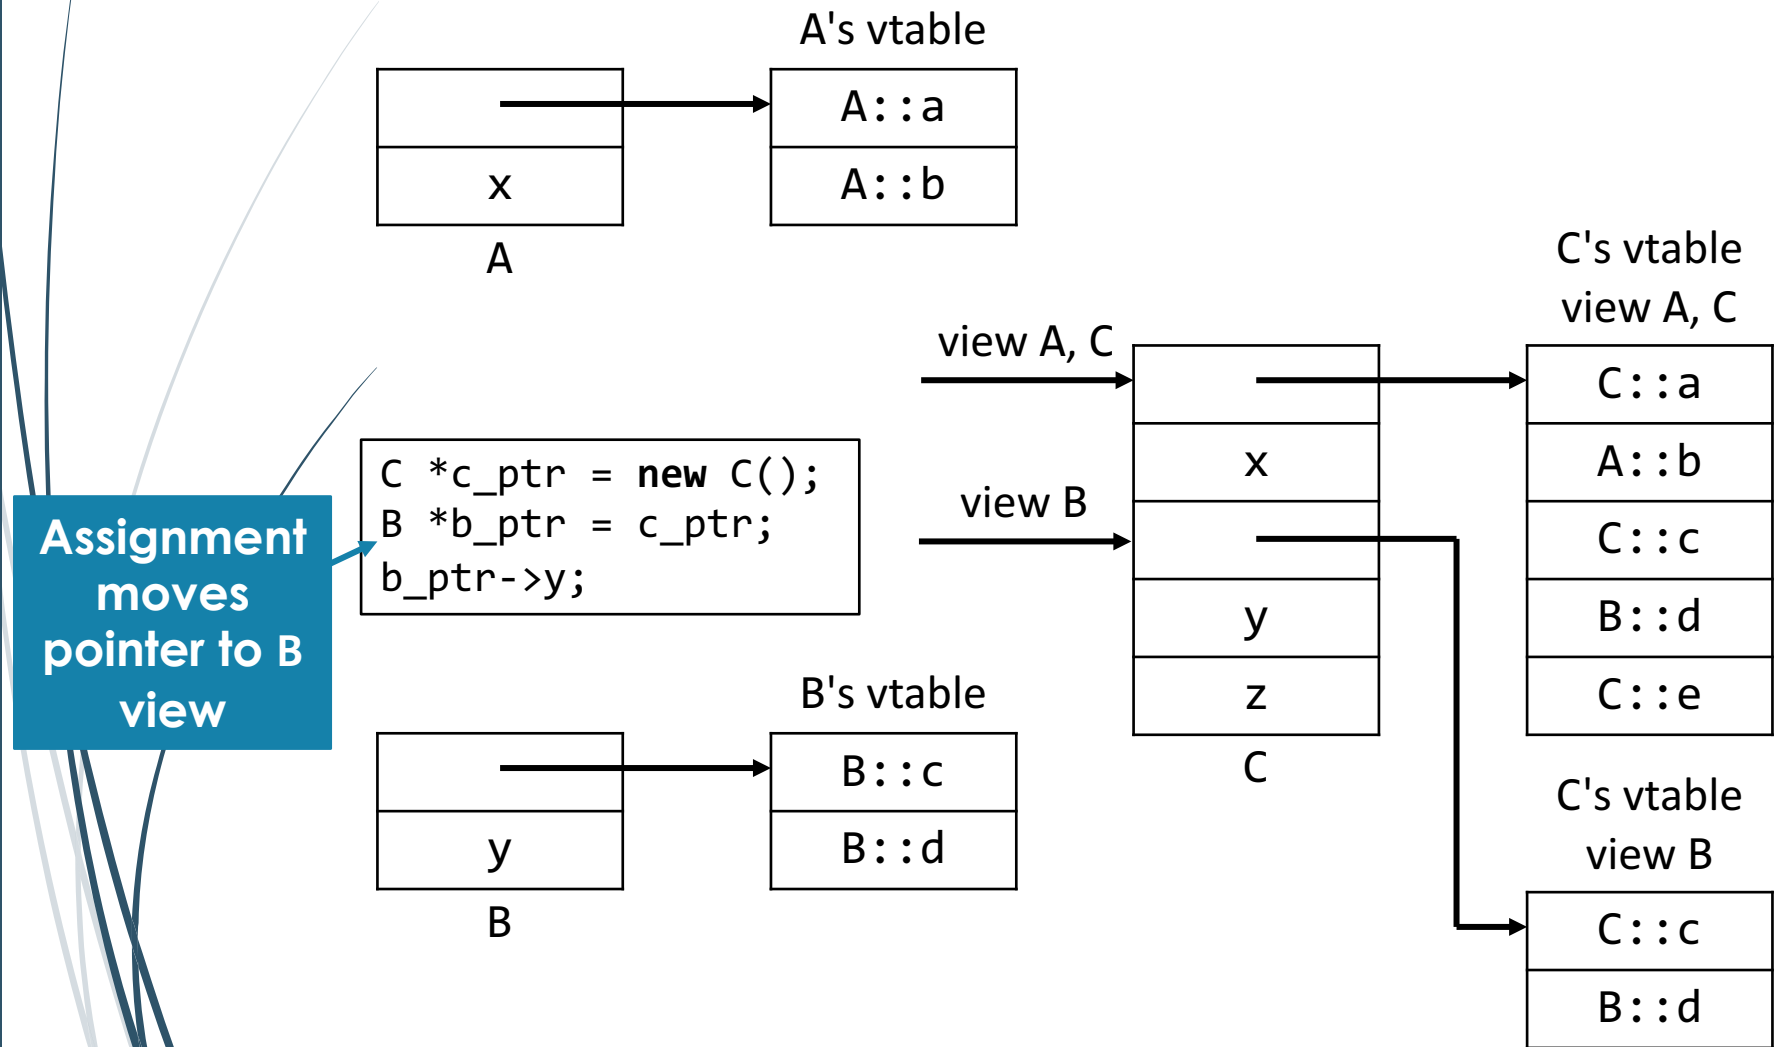 A's vtable
A::a
x
A::b
A
C's vtable
view A, C
view A, C
C::a
x
A::b
C *c_ptr = new C();
B *b_ptr = c_ptr;
b_ptr->y;
view B
C::c
Assignment
moves
pointer to B
view
y
B::d
z
C::e
C
B's vtable
B::c
y
B::d
B
C's vtable
view B
C::c
B::d